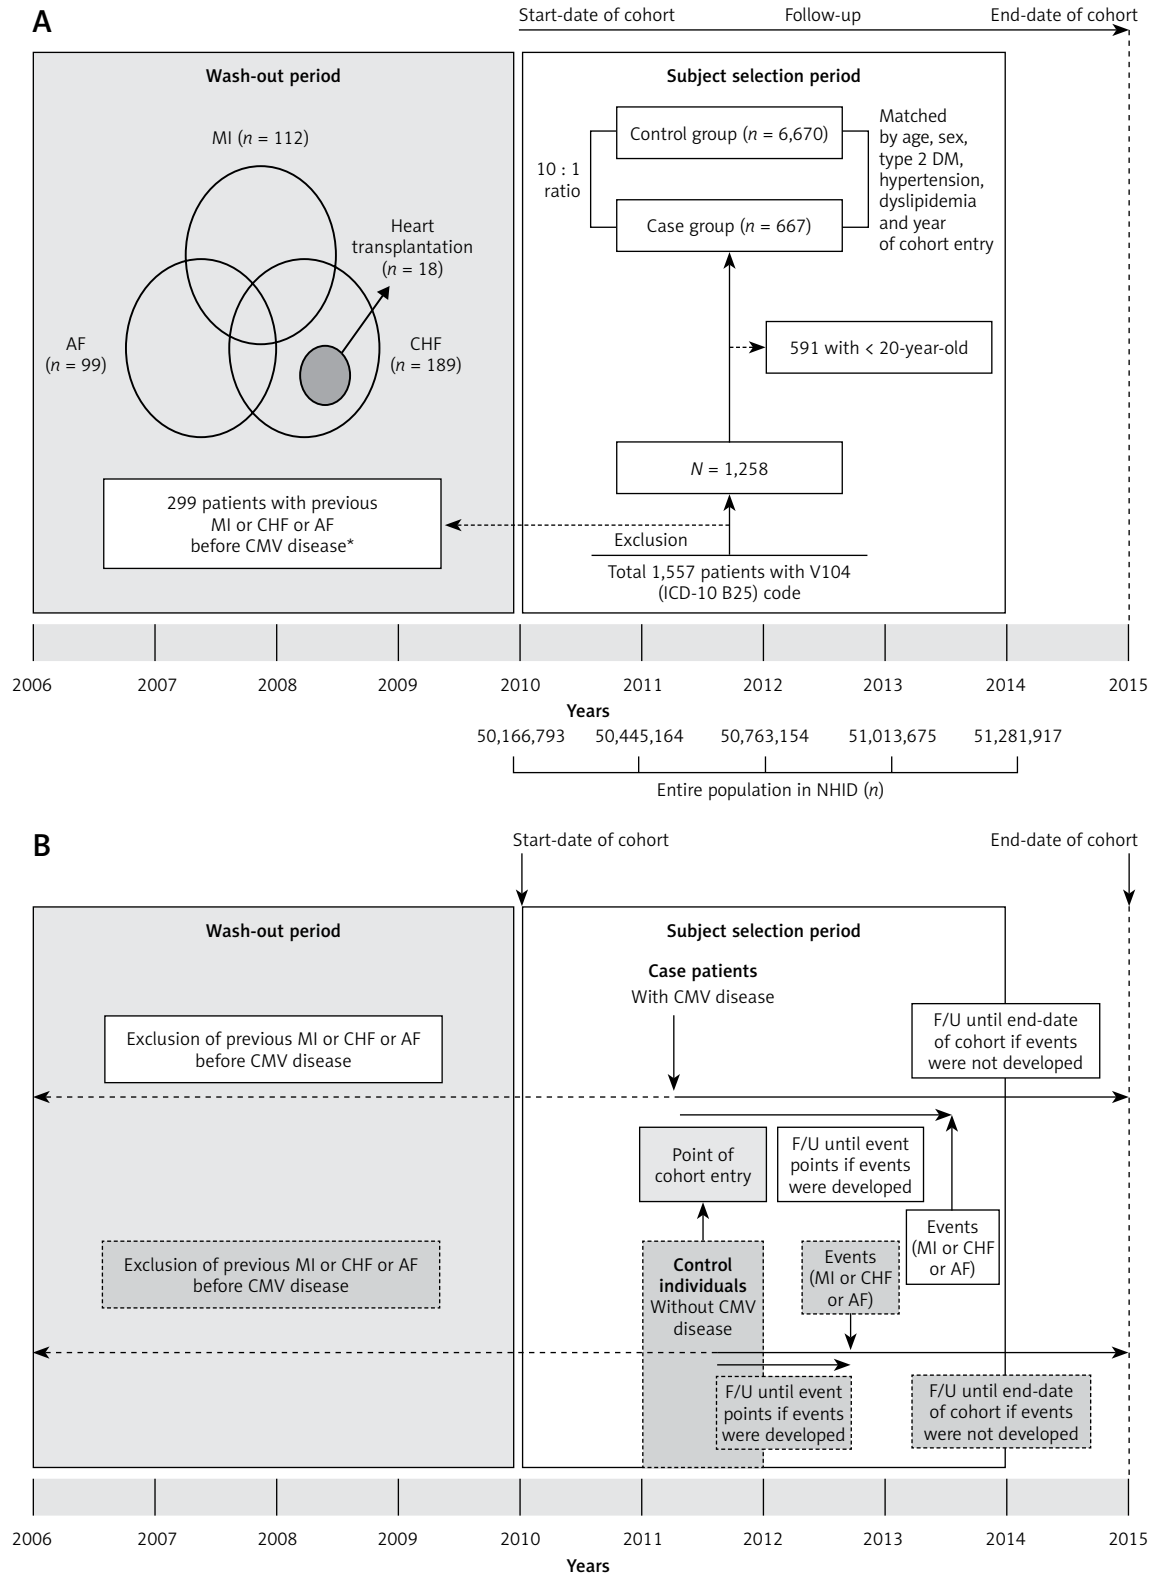 A
Start-date of cohort
Follow-up
End-date of cohort
Wash-out period
Subject selection period
MI (n = 112)
Heart
transplantation
(n = 18)
AF
(n = 99)
CHF
(n = 189)
299 patients with previous
MI or CHF or AF
before CMV disease*
Control group (n = 6,670)
10 : 1
ratio
Case group (n = 667)
Matched
by age, sex,
type 2 DM,
hypertension,
dyslipidemia
and year
of cohort entry
591 with < 20-year-old
N = 1,258
Exclusion
Total 1,557 patients with V104
(ICD-10 B25) code
2006
2007
2008
2009
2010
2011
2012
2013
2014
2015
Years
50,166,793
50,445,164
50,763,154
51,013,675
51,281,917
Entire population in NHID (n)
B
Start-date of cohort
End-date of cohort
Wash-out period
Subject selection period
Case patients
With CMV disease
Exclusion of previous MI or CHF or AF
before CMV disease
F/U until end-date
of cohort if events
were not developed
Point of
cohort entry
F/U until event
points if events
were developed
Events
(MI or CHF
or AF)
Exclusion of previous MI or CHF or AF
before CMV disease
Control
individuals
Without CMV
disease
Events
(MI or CHF
or AF)
F/U until event
points if events
were developed
F/U until end-date
of cohort if events
were not developed
2006
2007
2008
2009
2010
2011
2012
2013
2014
2015
Years